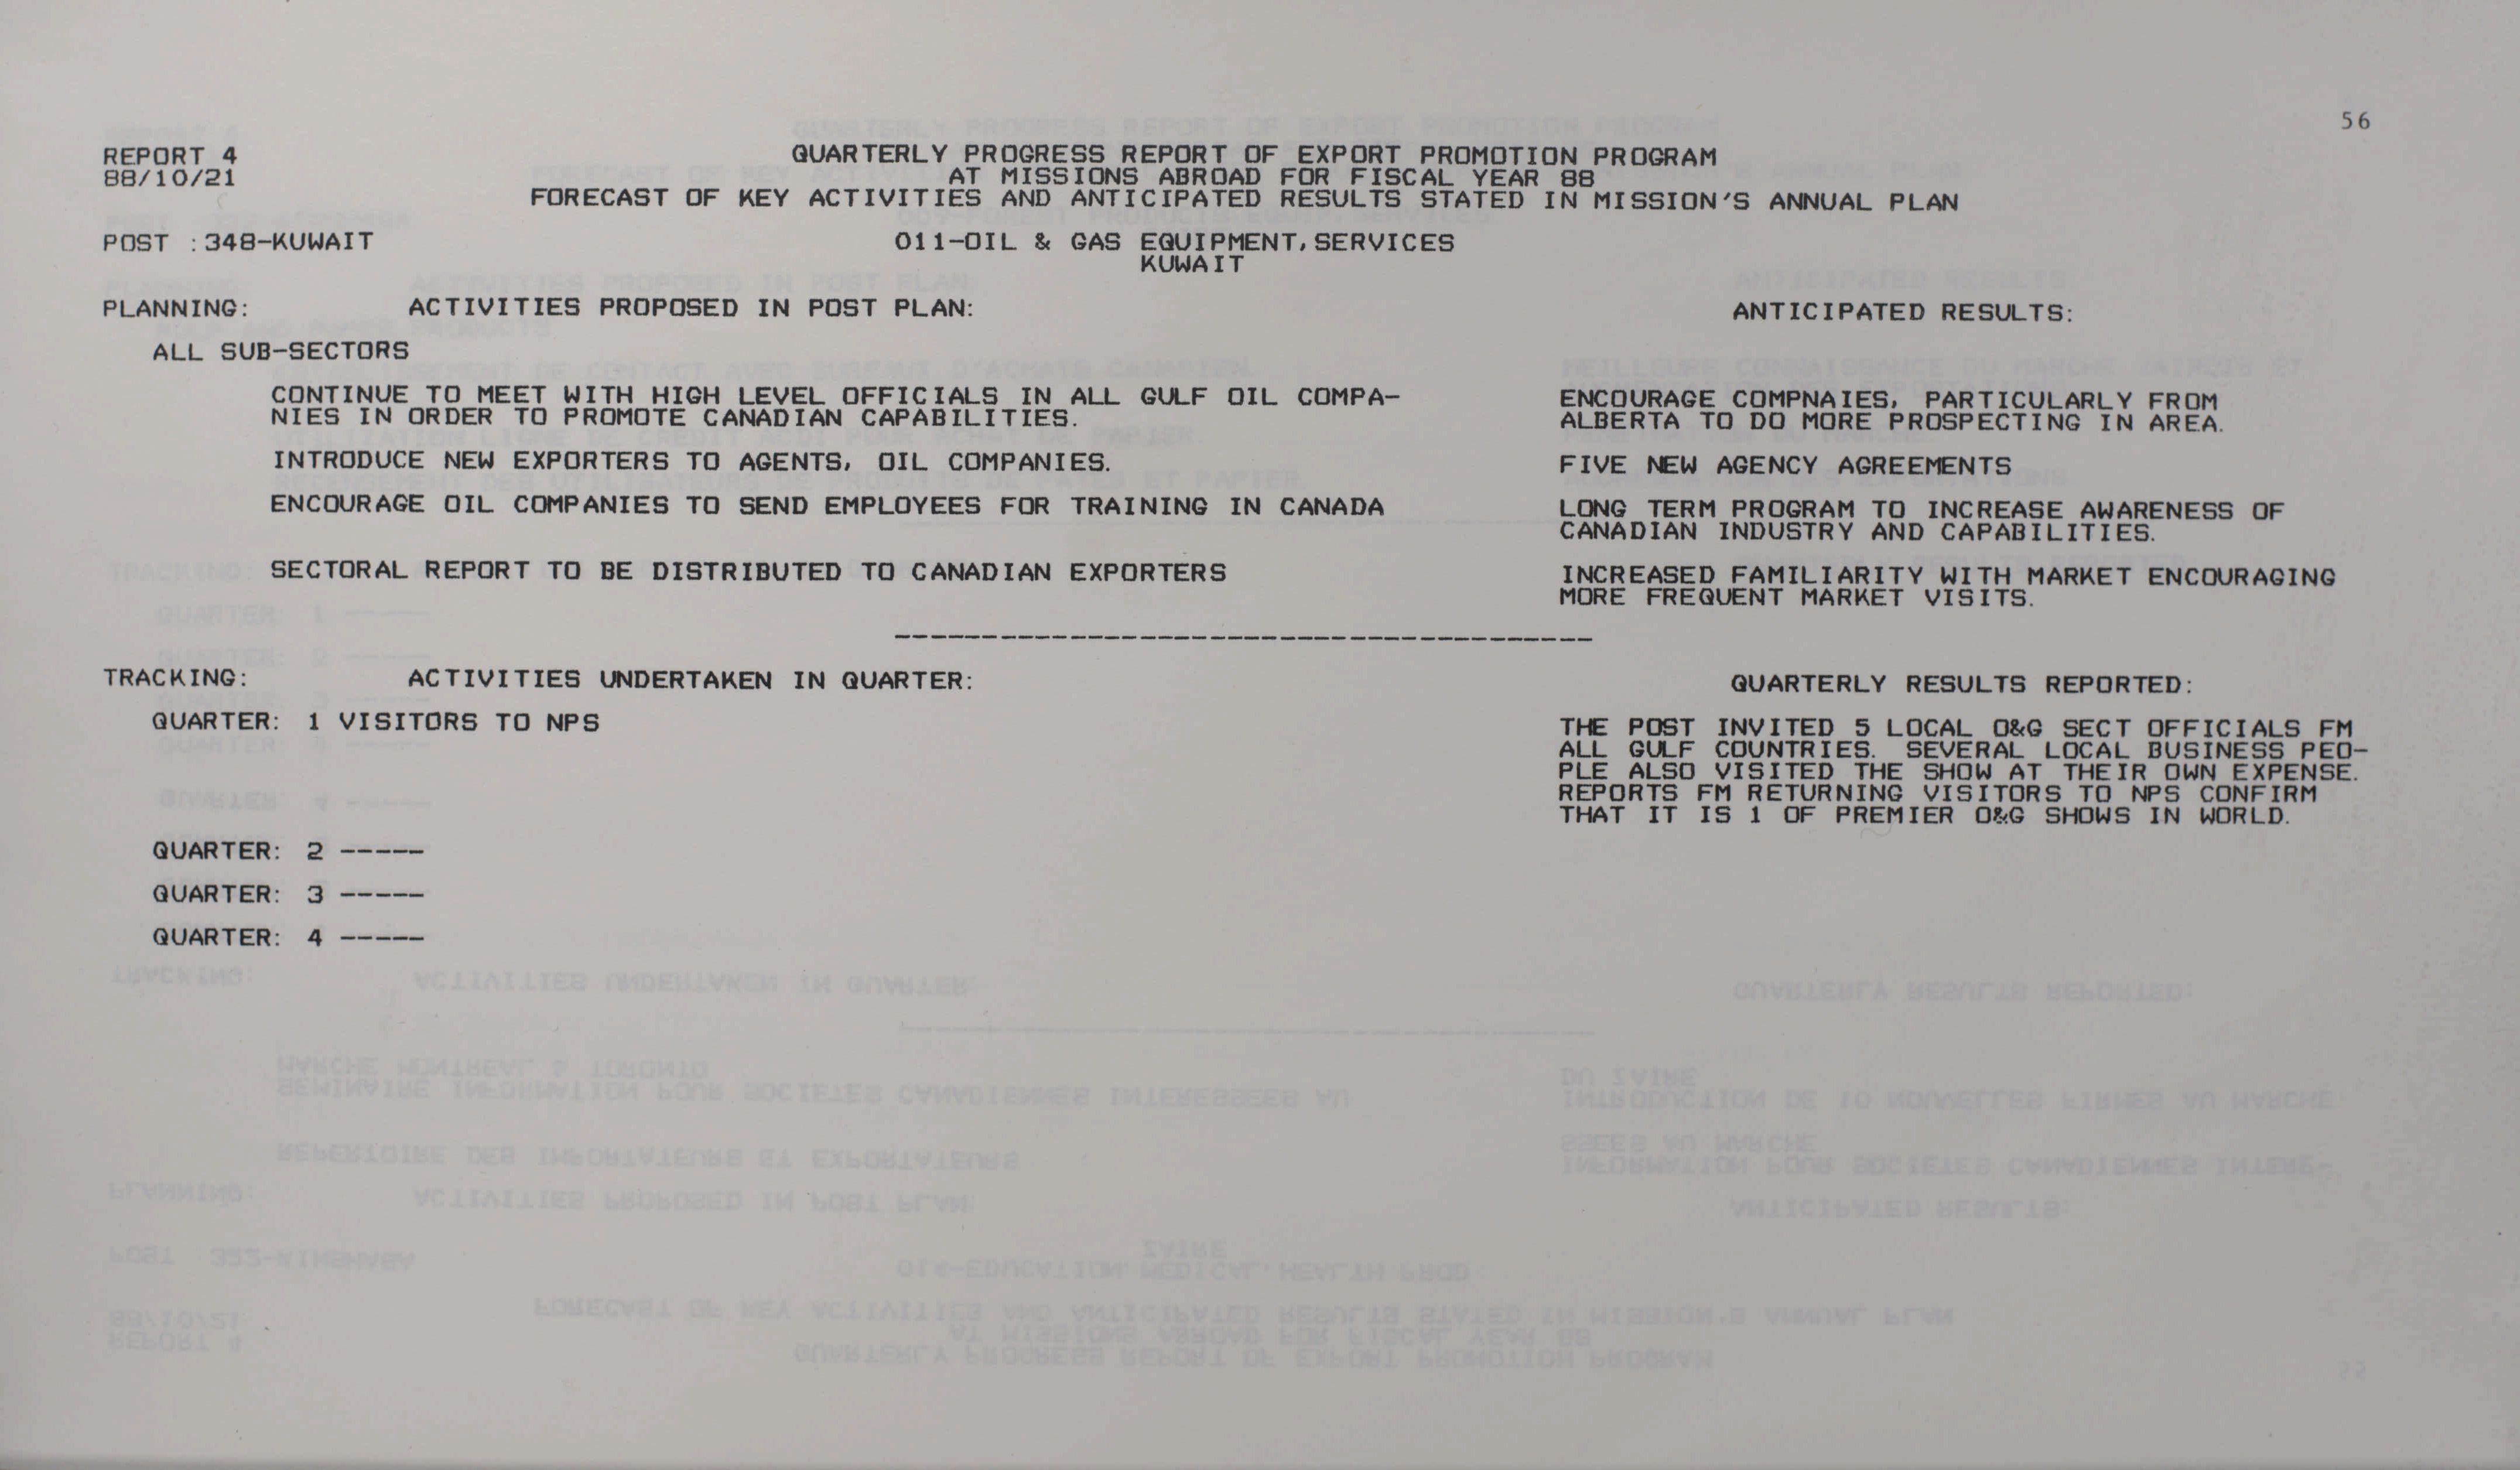 56
REPORT 4
88/10/21
QUARTERLY PROGRESS REPORT OF EXPORT PROMOTION PROGRAM
AT MISSIONS ABROAD FOR FISCAL YEAR 88
FORECAST OF KEY ACTIVITIES AND ANTICIPATED RESULTS STATED IN MISSION'S ANNUAL PLAN
POST :348-KUWAIT
011-OIL & GAS EQUIPMENT,SERVICES
KUWAIT
PLANNING: ACTIVITIES PROPOSED IN POST PLAN: ANTICIPATED RESULTS:
ALL SUB-SECTORS
CONTINUE TO MEET WITH HIGH LEVEL OFFICIALS IN ALL GULF OIL COMPA-
NIES IN ORDER TO PROMOTE CANADIAN CAPABILITIES.
ENCOURAGE COMPNAIES, PARTICULARLY FROM
ALBERTA TO DO MORE PROSPECTING IN AREA.
INTRODUCE NEW EXPORTERS TO AGENTS, OIL COMPANIES.
FIVE NEW AGENCY AGREEMENTS
ENCOURAGE OIL COMPANIES TO SEND EMPLOYEES FOR TRAINING IN CANADA
LONG TERM PROGRAM TO INCREASE AWARENESS OF
CANADIAN INDUSTRY AND CAPABILITIES.
SECTORAL REPORT TO BE DISTRIBUTED TO CANADIAN EXPORTERS
INCREASED FAMILIARITY WITH MARKET ENCOURAGING
MORE FREQUENT MARKET VISITS.
----------------------------------------
TRACKING: ACTIVITIES UNDERTAKEN IN QUARTER: QUARTERLY RESULTS REPORTED:
QUARTER: 1 VISITORS TO NPS
THE POST INVITED 5 LOCAL O&G SECT OFFICIALS FM
ALL GULF COUNTRIES. SEVERAL LOCAL BUSINESS PEO-
PLE ALSO VISITED THE SHOW AT THEIR OWN EXPENSE.
REPORTS FM RETURNING VISITORS TO NPS CONFIRM
THAT IT IS 1 OF PREMIER O&G SHOWS IN WORLD.
QUARTER: 2 -----
QUARTER: 3 -----
QUARTER: 4 -----